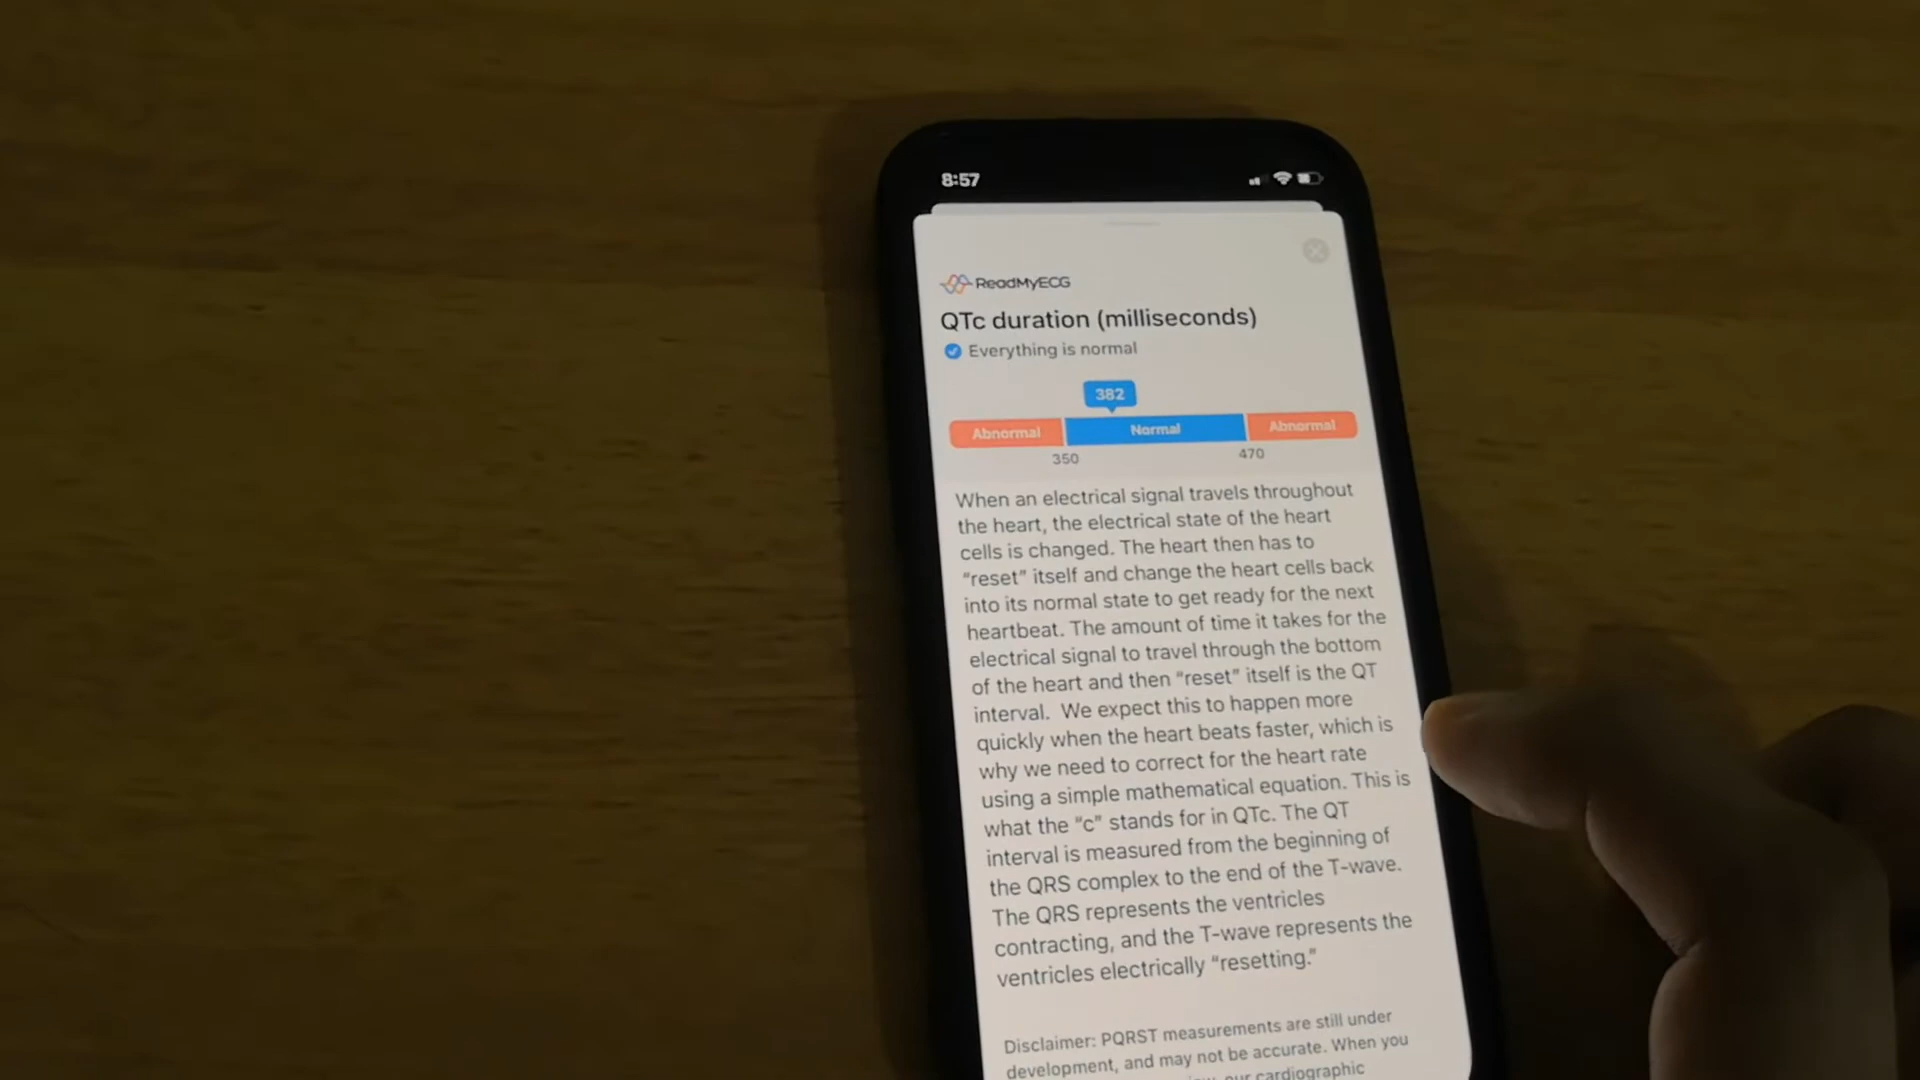 8:57
ReadMyECG
QTc duration (milliseconds)
Everything is normal
382
Abnormal Normal Abnormal
350 470
When an electrical signal travels throughout
the heart, the electrical state of the heart
cells is changed. The heart then has to
“reset” itself and change the heart cells back
into its normal state to get ready for the next
heartbeat. The amount of time it takes for the
electrical signal to travel through the bottom
of the heart and then “reset” itself is the QT
interval. We expect this to happen more
quickly when the heart beats faster, which is
why we need to correct for the heart rate
using a simple mathematical equation. This is
what the “c” stands for in QTc. The QT
interval is measured from the beginning of
the QRS complex to the end of the T-wave.
The QRS represents the ventricles
contracting, and the T-wave represents the
ventricles electrically “resetting.”
Disclaimer: PQRST measurements are still under
development, and may not be accurate. When you
our cardiographic